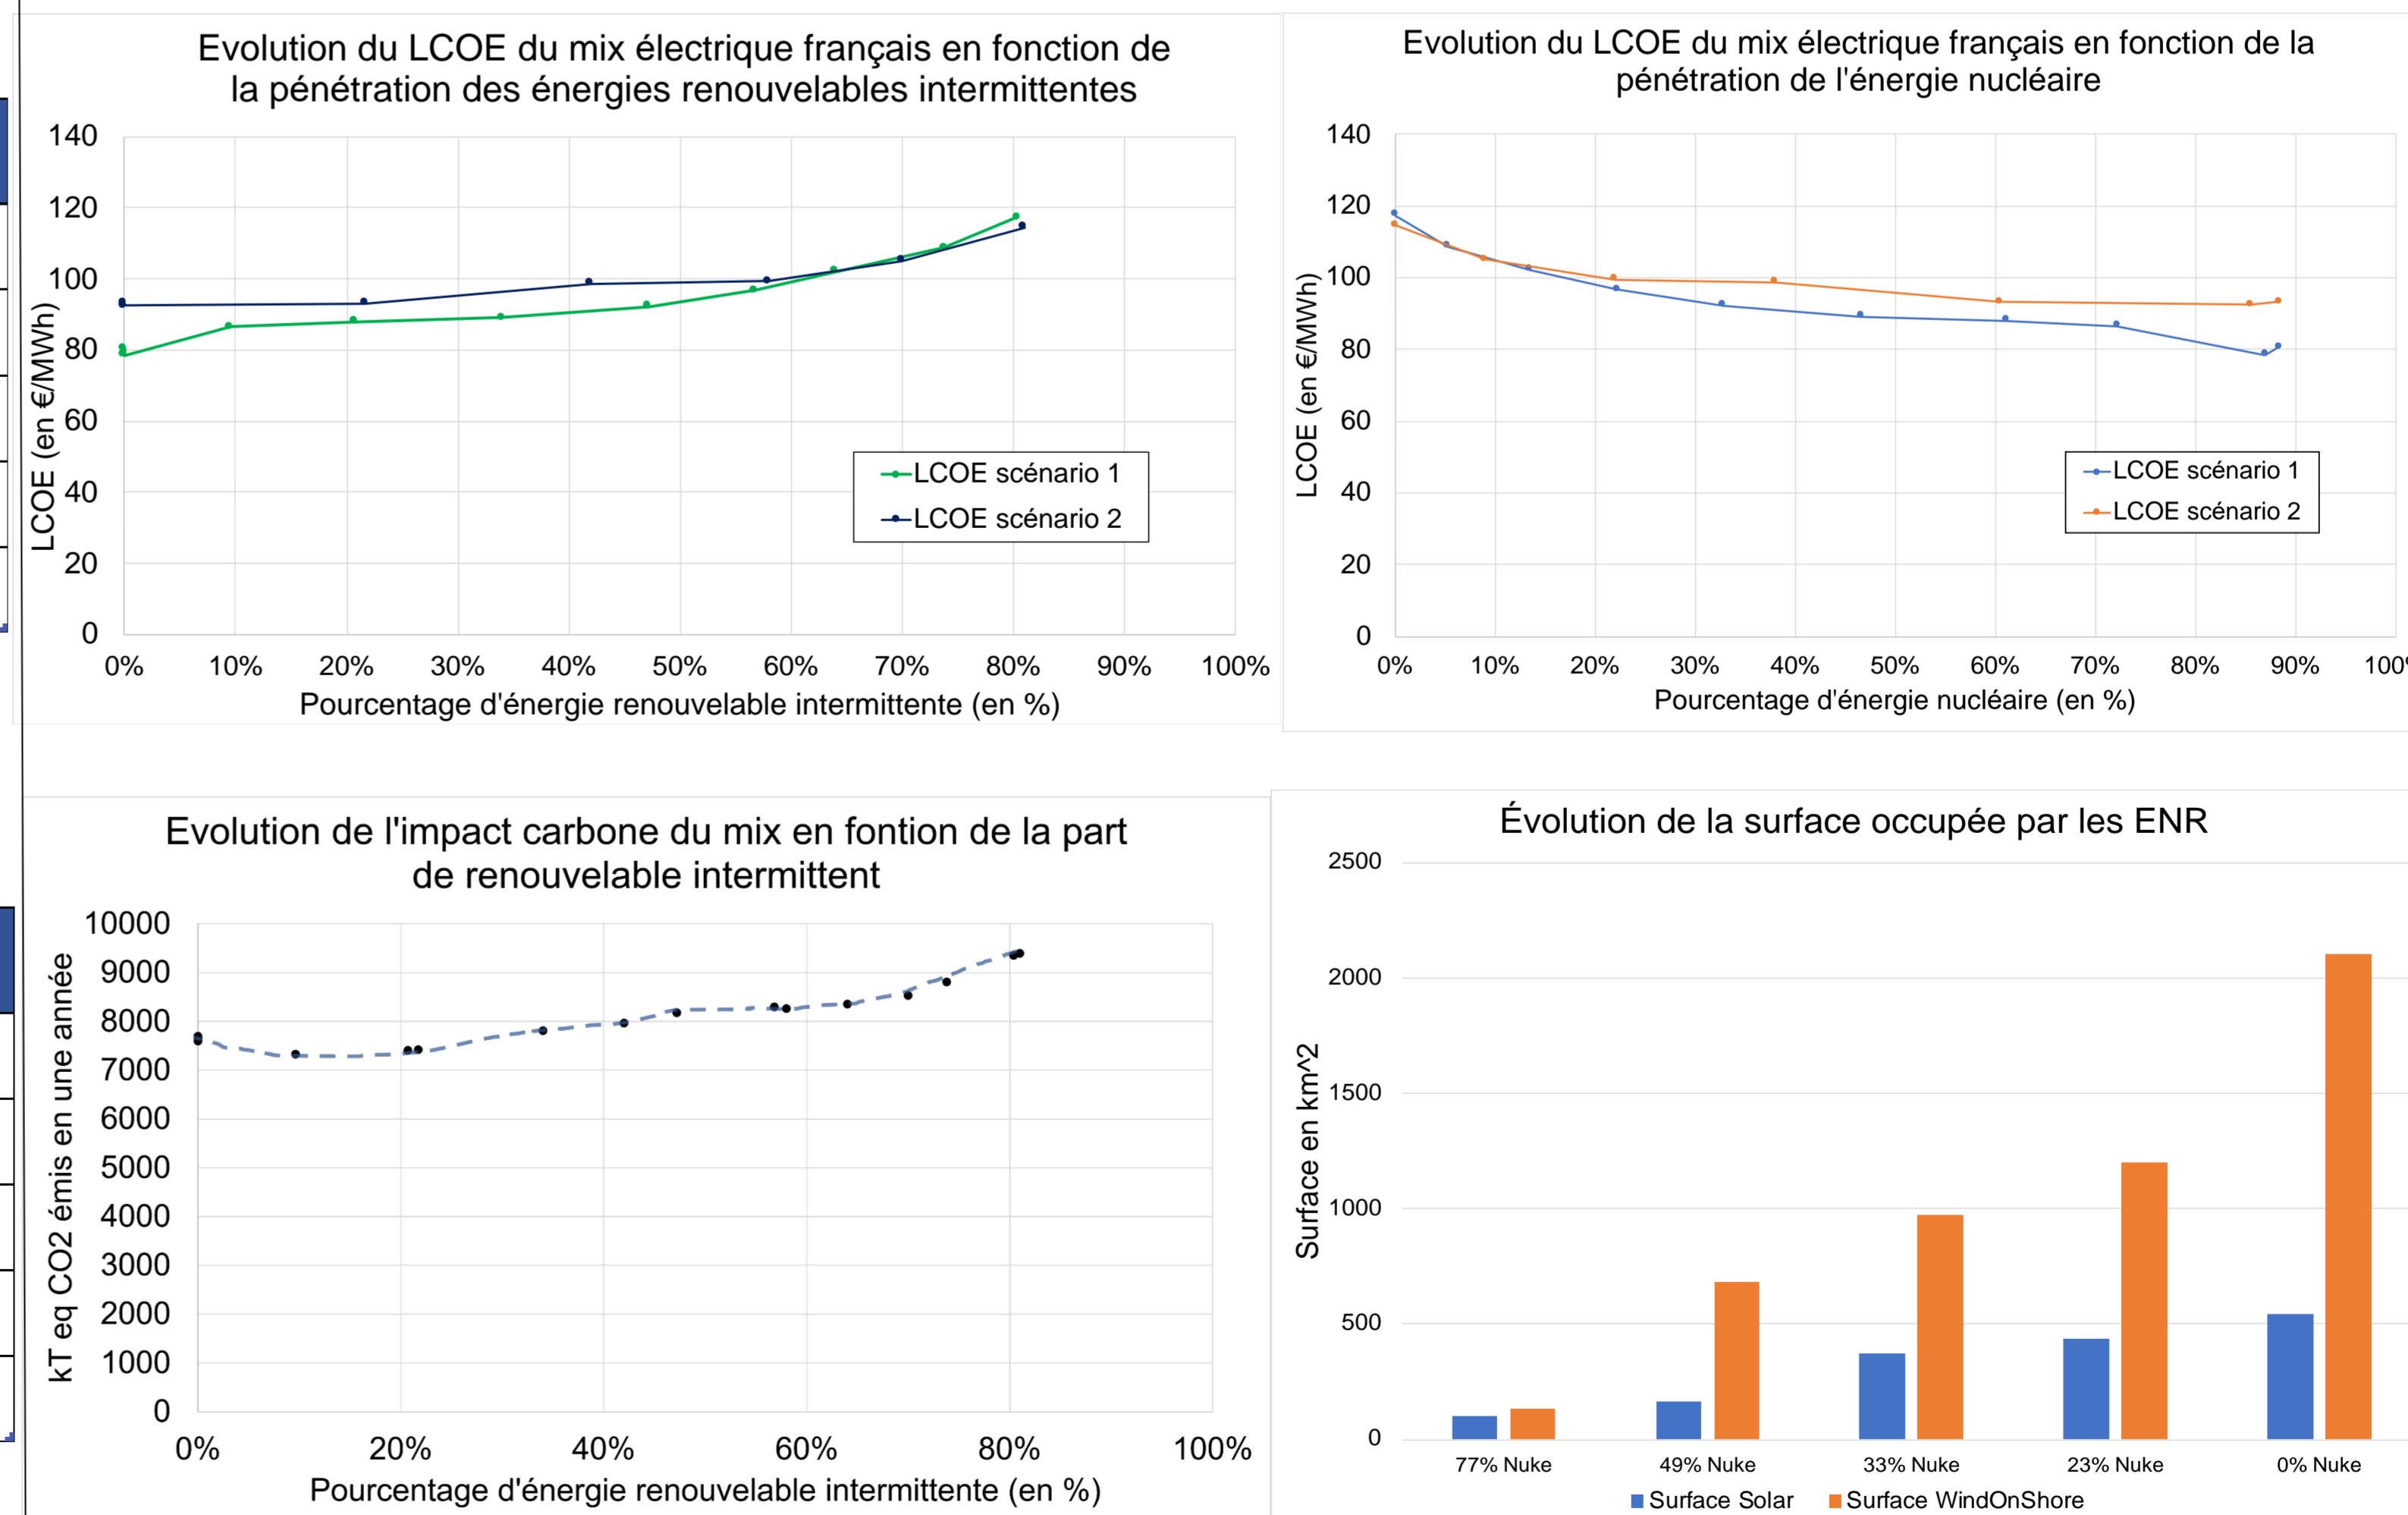 Evolution du LCOE du mix électrique français en fonction de
la pénétration des énergies renouvelables intermittentes
LCOE (en €/MWh)
140
120
100
80
60
40
20
0
LCOE scénario 1
LCOE scénario 2
0% 10% 20% 30% 40% 50% 60% 70% 80% 90% 100%
Pourcentage d'énergie renouvelable intermittente (en %)
Evolution du LCOE du mix électrique français en fonction de la
pénétration de l'énergie nucléaire
LCOE (en €/MWh)
140
120
100
80
60
40
20
0
LCOE scénario 1
LCOE scénario 2
0% 10% 20% 30% 40% 50% 60% 70% 80% 90% 100
Pourcentage d'énergie nucléaire (en %)
Evolution de l'impact carbone du mix en fontion de la part
de renouvelable intermittent
kT eq CO2 émis en une année
10000
9000
8000
7000
6000
5000
4000
3000
2000
1000
0
0% 20% 40% 60% 80% 100%
Pourcentage d'énergie renouvelable intermittente (en %)
Évolution de la surface occupée par les ENR
Surface en km^2
2500
2000
1500
1000
500
0
77% Nuke 49% Nuke 33% Nuke 23% Nuke 0% Nuke
Surface Solar Surface WindOnShore